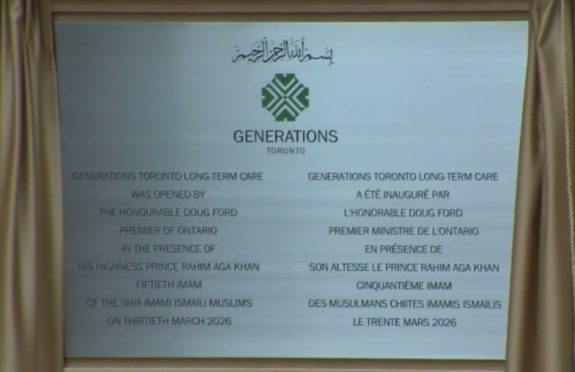 بسم الله الرحمن الرحيم
GENERATIONS
TORONTO
GENERATIONS TORONTO LONG-TERM CARE
WAS OPENED BY
THE HONOURABLE DOUG FORD
PREMIER OF ONTARIO
IN THE PRESENCE OF
HIS HIGHNESS PRINCE RAHIM AGA KHAN
FIFTIETH IMAM
OF THE SHIA IMAMI ISMAILI MUSLIMS
ON THIRTIETH MARCH 2026
GENERATIONS TORONTO LONG-TERM CARE
A ÉTÉ INAUGURÉ PAR
L'HONORABLE DOUG FORD
PREMIER MINISTRE DE L'ONTARIO
EN PRÉSENCE DE
SON ALTESSE LE PRINCE RAHIM AGA KHAN
CINQUANTIÈME IMAM
DES MUSULMANS CHIITES IMAMIS ISMAILIS
LE TRENTE MARS 2026